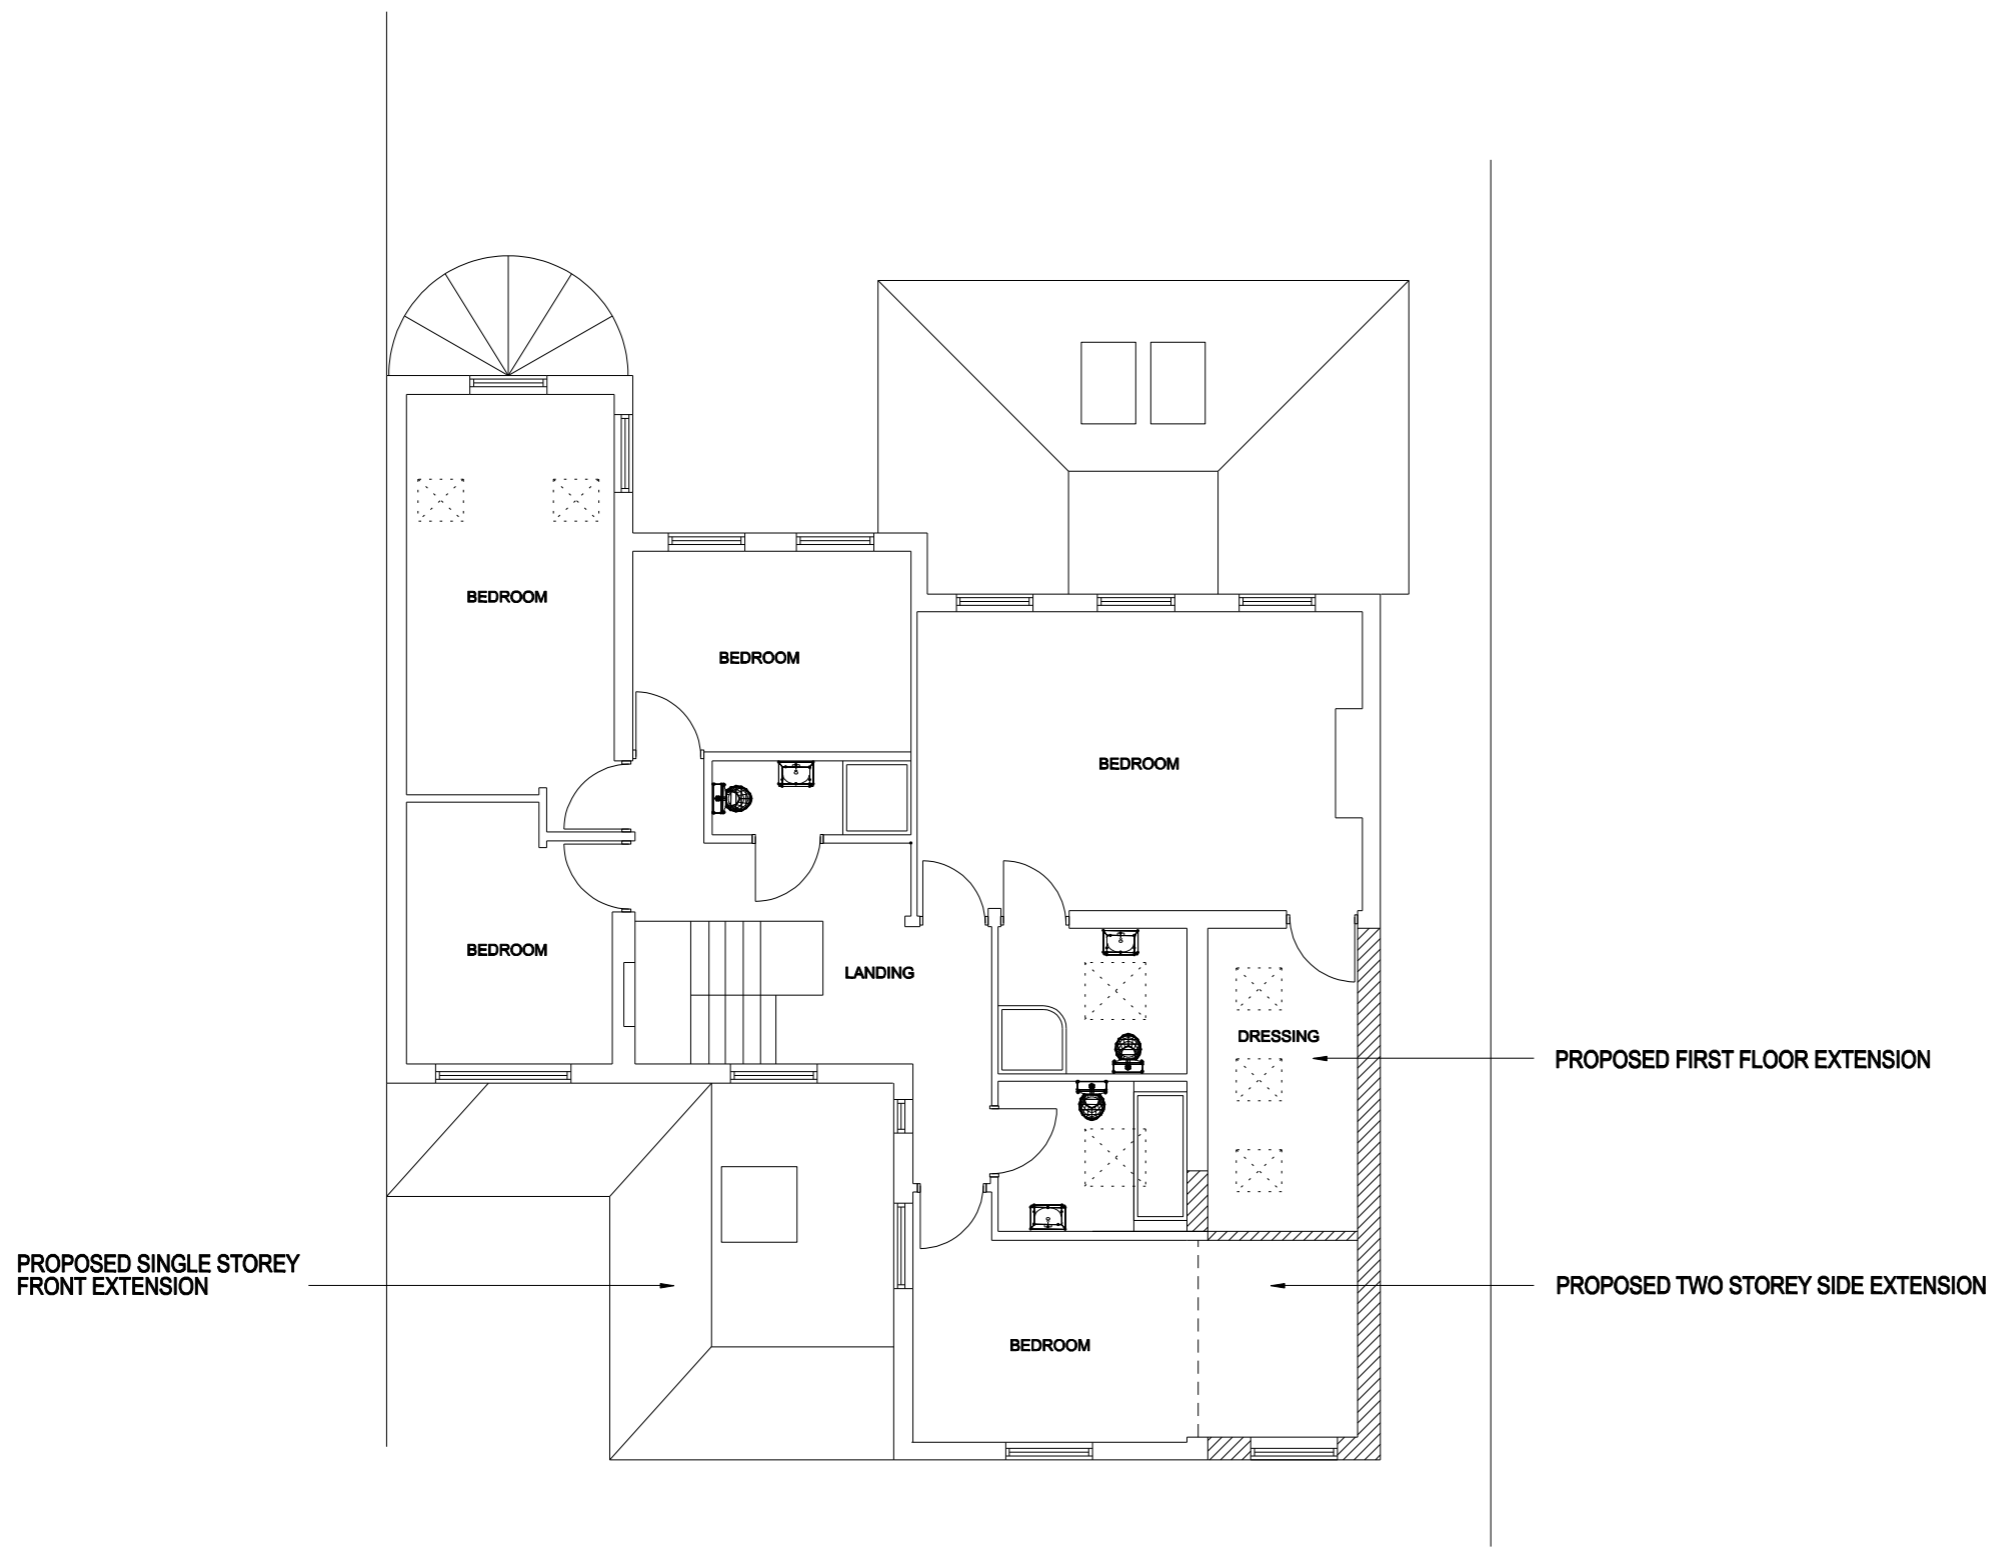 BEDROOM
BEDROOM
BEDROOM
BEDROOM
LANDING
DRESSING
PROPOSED FIRST FLOOR EXTENSION
PROPOSED SINGLE STOREY
FRONT EXTENSION
PROPOSED TWO STOREY SIDE EXTENSION
BEDROOM